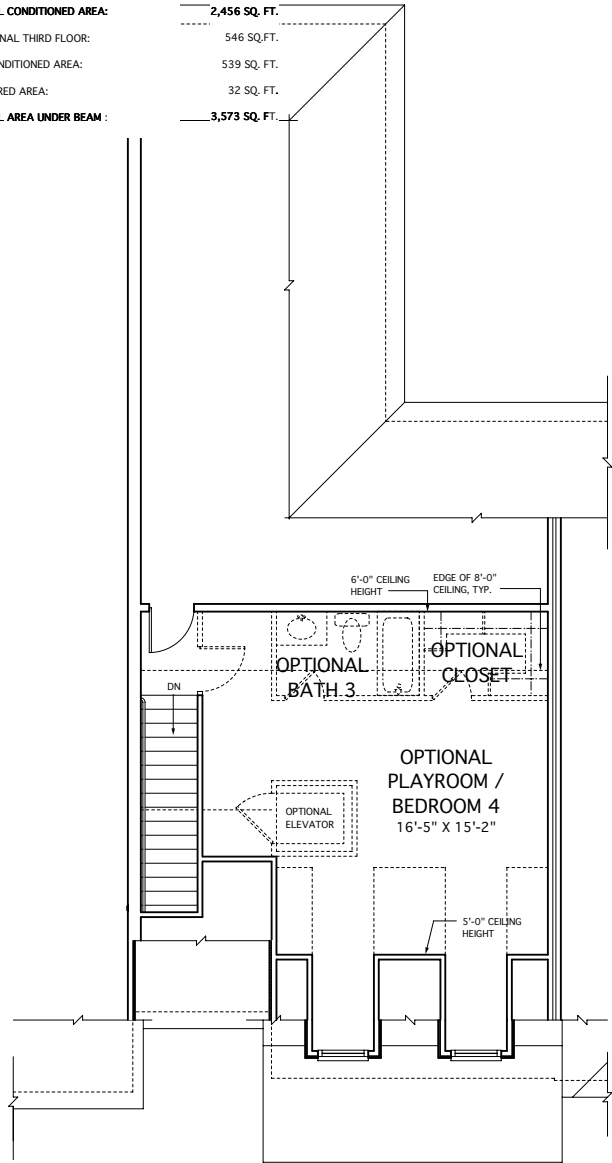 L CONDITIONED AREA: 2,456 SQ. FT.
NAL THIRD FLOOR: 546 SQ.FT.
NDITIONED AREA: 539 SQ. FT.
RED AREA: 32 SQ. FT.
L AREA UNDER BEAM : 3,573 SQ. FT.
6'-0" CEILING
HEIGHT
EDGE OF 8'-0"
CEILING, TYP.
OPTIONAL
BATH 3
OPTIONAL
CLOSET
DN
OPTIONAL
PLAYROOM /
BEDROOM 4
16'-5" X 15'-2"
OPTIONAL
ELEVATOR
5'-0" CEILING
HEIGHT